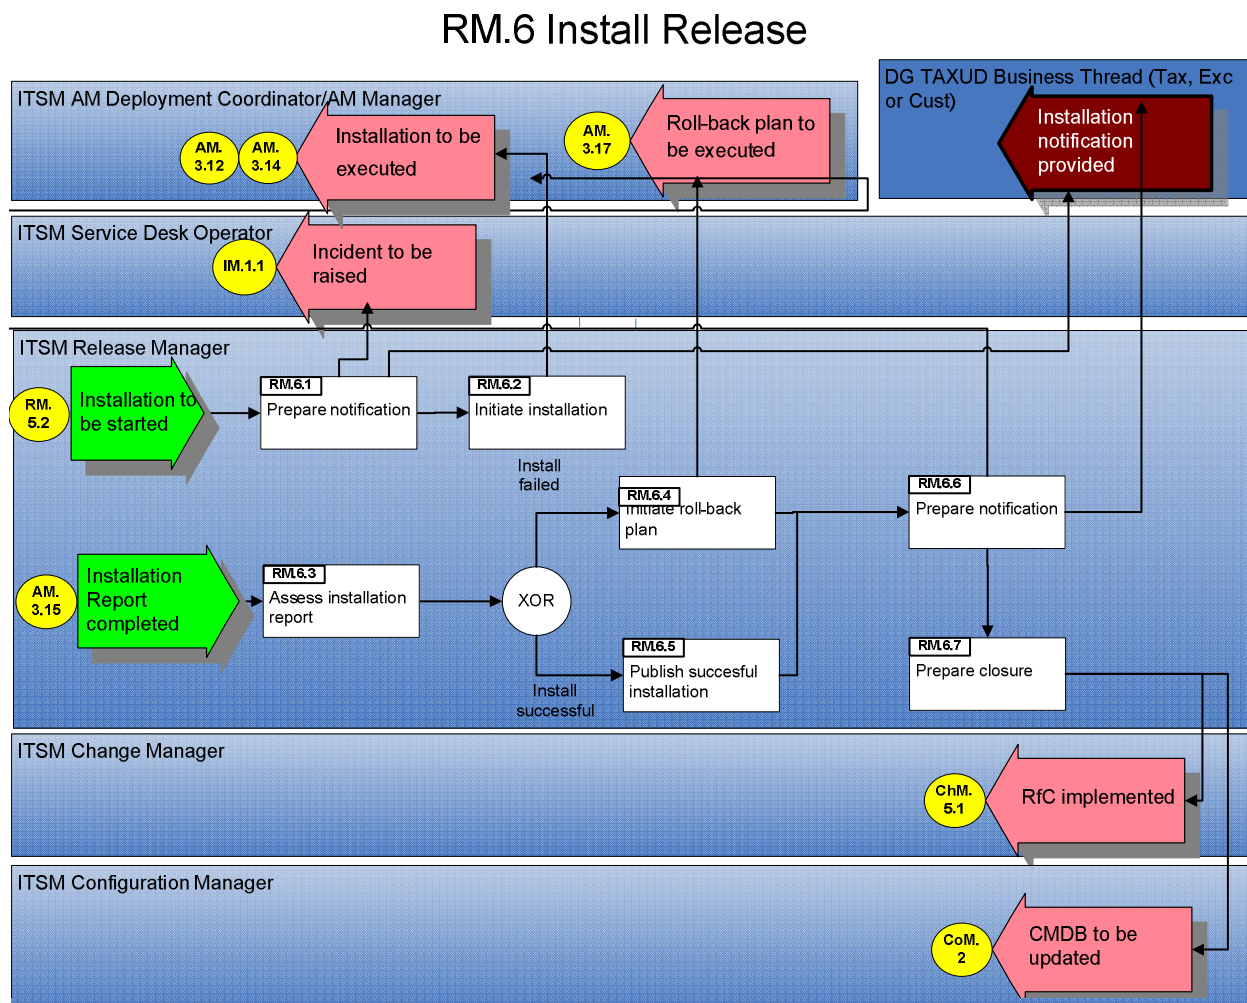 RM.6 Install Release
ITSM AM Deployment Coordinator/AM Manager
AM.
3.12
AM.
3.14
Installation to be
executed
AM.
3.17
Roll-back plan to
be executed
DG TAXUD Business Thread (Tax, Exc
or Cust)
Installation
notification
provided
ITSM Service Desk Operator
IM.1.1
Incident to be
raised
ITSM Release Manager
RM.
5.2
Installation to
be started
RM.6.1
Prepare notification
RM.6.2
Initiate installation
Install
failed
RM.6.4
Initiate roll-back
plan
RM.6.6
Prepare notification
AM.
3.15
Installation
Report
completed
RM.6.3
Assess installation
report
XOR
RM.6.5
Publish succesful
installation
Install
successful
RM.6.7
Prepare closure
ITSM Change Manager
ChM.
5.1
RfC implemented
ITSM Configuration Manager
CoM.
2
CMDB to be
updated